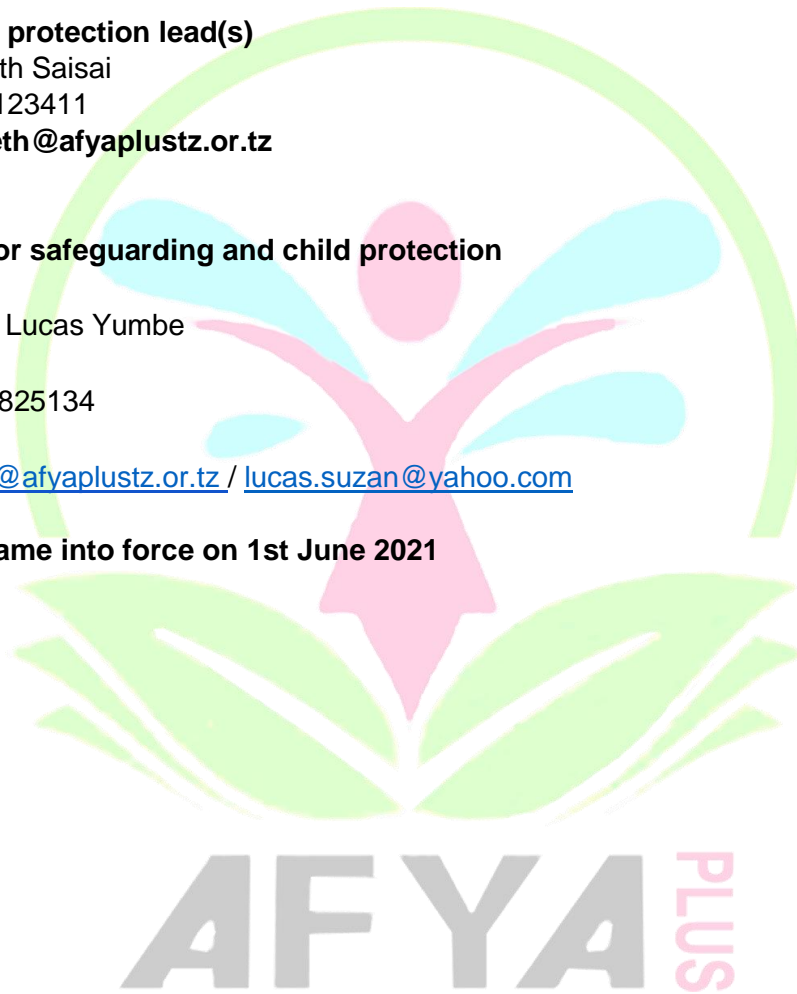 protection lead(s)
th Saisai
123411
eth@afyaplustz.or.tz
or safeguarding and child protection
Lucas Yumbe
825134
@afyaplustz.or.tz / lucas.suzan@yahoo.com
ame into force on 1st June 2021
AFYA
PLUS